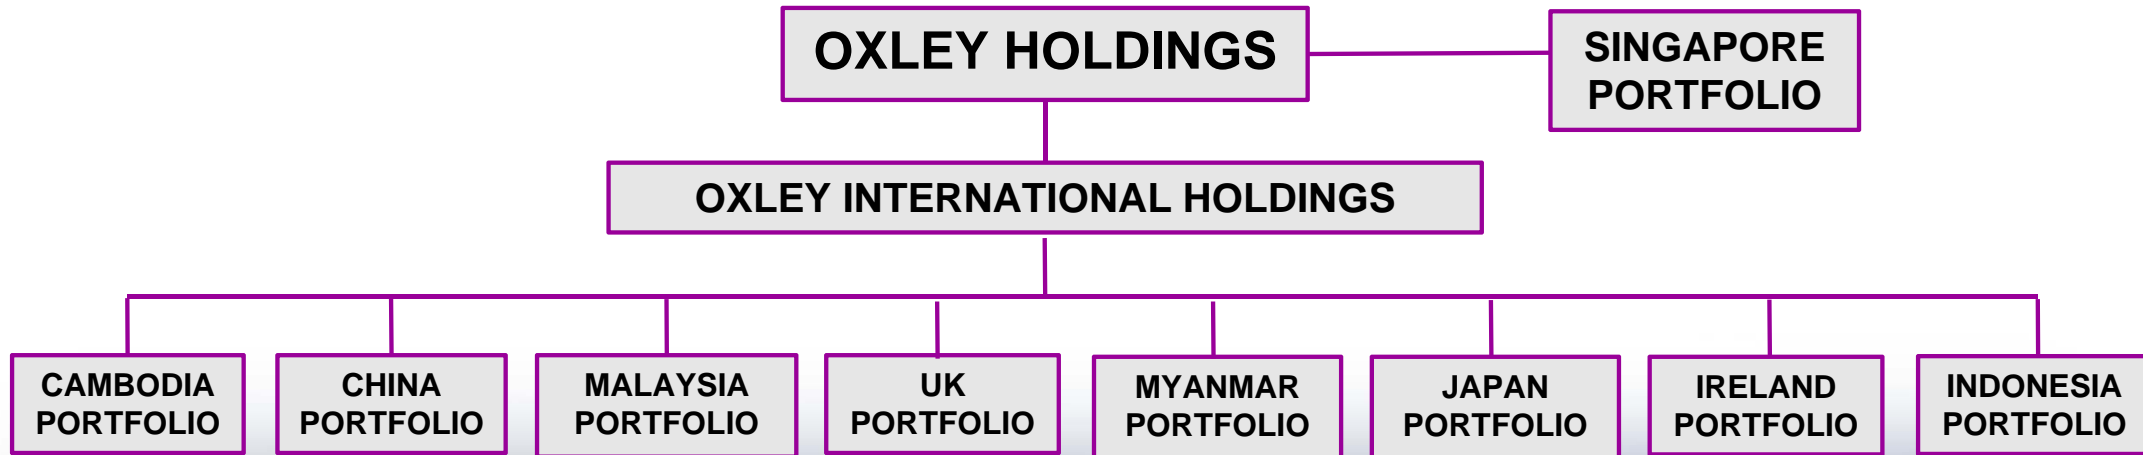 OXLEY HOLDINGS
SINGAPORE
PORTFOLIO
OXLEY INTERNATIONAL HOLDINGS
CAMBODIA
PORTFOLIO
CHINA
PORTFOLIO
MALAYSIA
PORTFOLIO
UK
PORTFOLIO
MYANMAR
PORTFOLIO
JAPAN
PORTFOLIO
IRELAND
PORTFOLIO
INDONESIA
PORTFOLIO